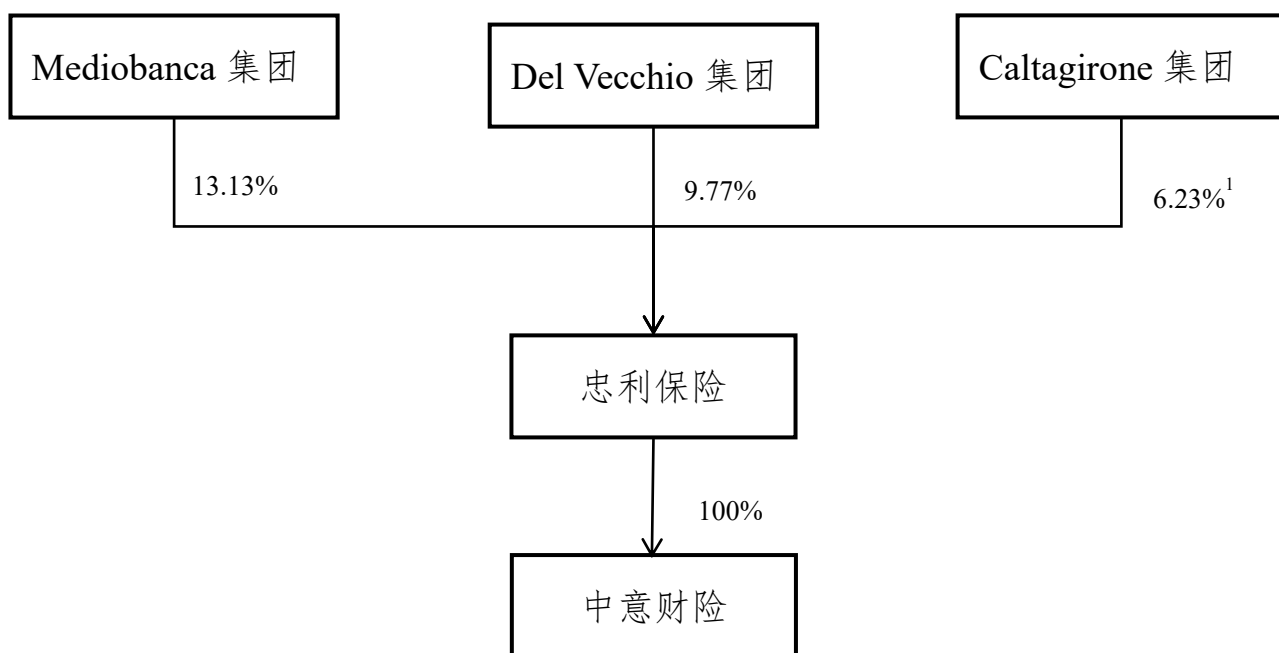 Mediobanca 集团
Del Vecchio 集团
Caltagirone 集团
13.13%
9.77%
6.23%¹
忠利保险
100%
中意财险